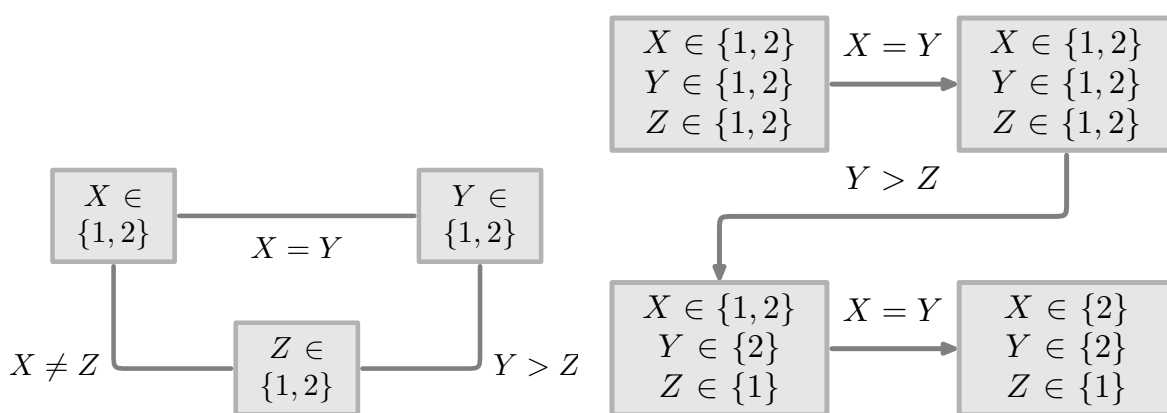 X ∈
{1, 2}
Y ∈
{1, 2}
X = Y
X ≠ Z
Z ∈
{1, 2}
Y > Z
X ∈ {1, 2}
Y ∈ {1, 2}
Z ∈ {1, 2}
X = Y
X ∈ {1, 2}
Y ∈ {1, 2}
Z ∈ {1, 2}
Y > Z
X ∈ {1, 2}
Y ∈ {2}
Z ∈ {1}
X = Y
X ∈ {2}
Y ∈ {2}
Z ∈ {1}